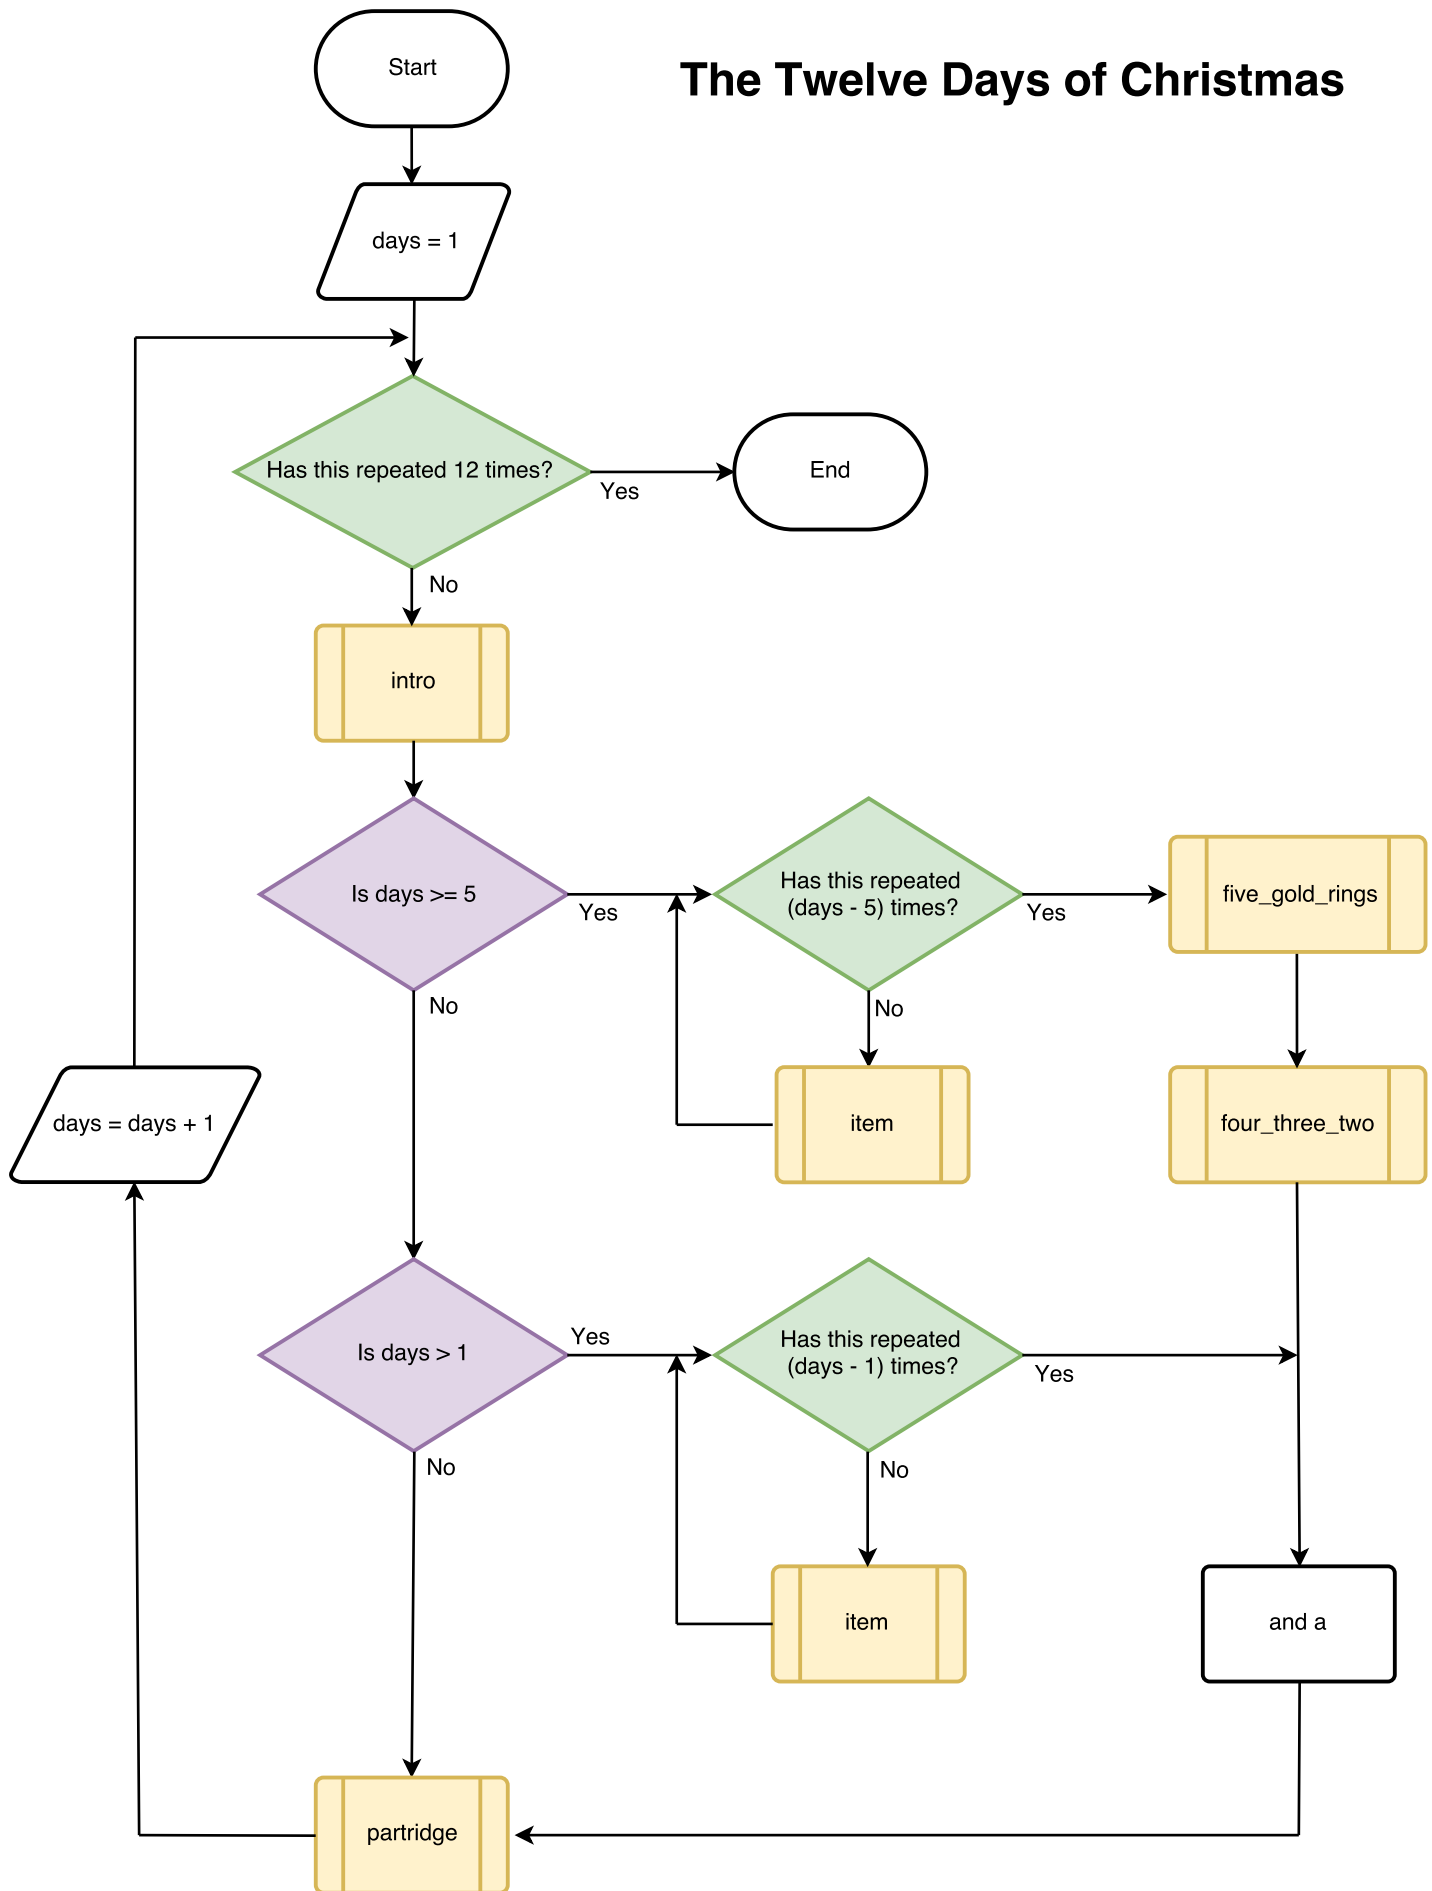 Start
The Twelve Days of Christmas
days = 1
Has this repeated 12 times?
Yes
End
No
intro
Is days >= 5
Yes
Has this repeated
(days - 5) times?
Yes
five_gold_rings
No
No
days = days + 1
item
four_three_two
Is days > 1
Yes
Has this repeated
(days - 1) times?
Yes
No
No
item
and a
partridge